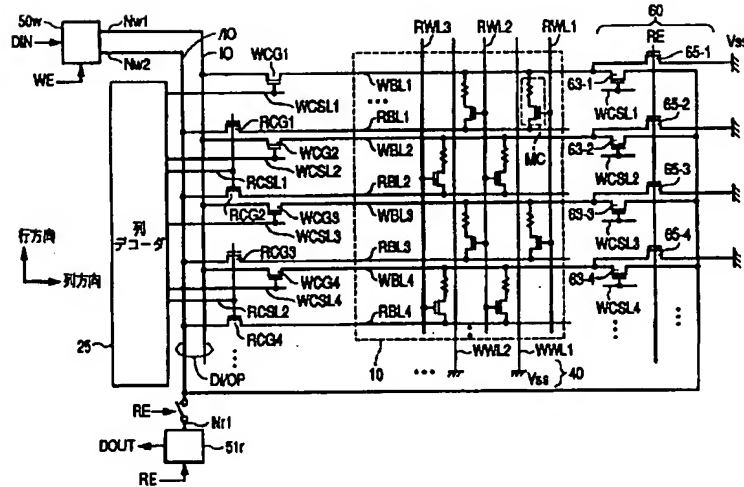 50w
DIN
WE
Nw1
Nw2
/IO
IO
WCG1
WCSL1
RCG1
WCG2
WCSL2
RCSL1
RCG2
WCG3
WCSL3
RCG3
WCG4
WCSL4
RCSL2
RCG4
DI/OP
列
デコーダ
25
行方向
列方向
RWL3
RWL2
RWL1
WBL1
RBL1
WBL2
RBL2
WBL3
RBL3
WBL4
RBL4
MC
10
WWL2
WWL1
Vss
40
60
RE
Vss
65-1
63-1
WCSL1
65-2
63-2
WCSL2
65-3
63-3
WCSL3
65-4
63-4
WCSL4
RE
Nr1
DOUT
51r
RE